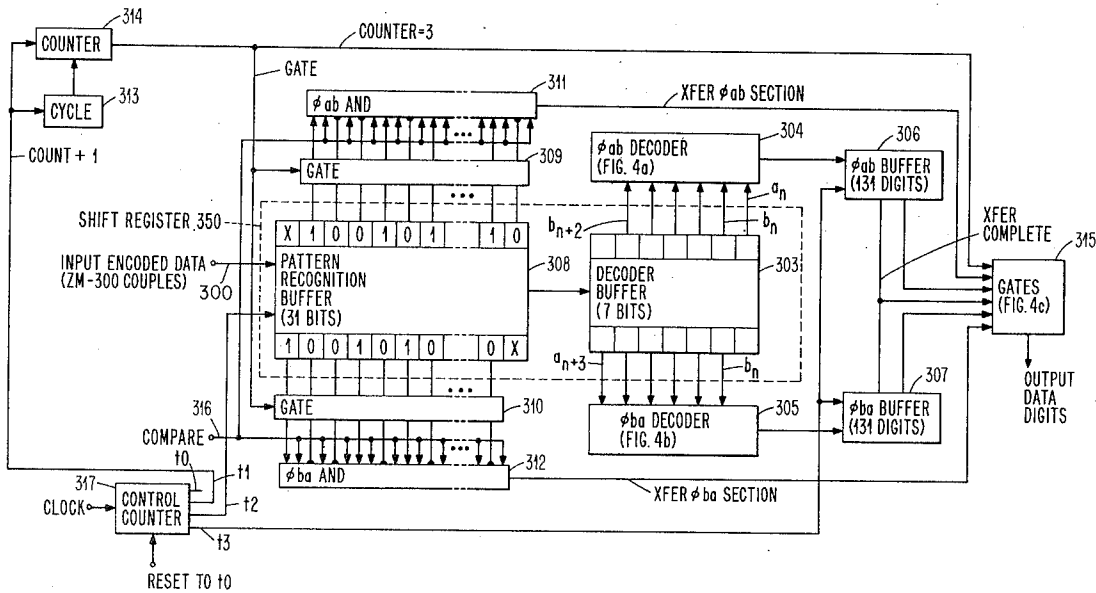 314
COUNTER
COUNTER=3
GATE
311
313
CYCLE
φab AND
XFER φab SECTION
304
306
COUNT + 1
309
φab DECODER
(FIG. 4a)
φab BUFFER
(131 DIGITS)
GATE
an
SHIFT REGISTER 350
bn+2
bn
XFER
COMPLETE
315
X 1 0 0 1 0 1 1 0
INPUT ENCODED DATA
(ZM-300 COUPLES)
300
PATTERN
RECOGNITION
BUFFER
(31 BITS)
308
DECODER
BUFFER
(7 BITS)
303
GATES
(FIG. 4c)
1 0 0 1 0 1 0 0 X
an+3
bn
307
OUTPUT
DATA
DIGITS
GATE
310
φba DECODER
(FIG. 4b)
305
φba BUFFER
(131 DIGITS)
316
COMPARE
312
φba AND
t0
t1
317
XFER φba SECTION
CLOCK
CONTROL
COUNTER
t2
t3
RESET TO t0